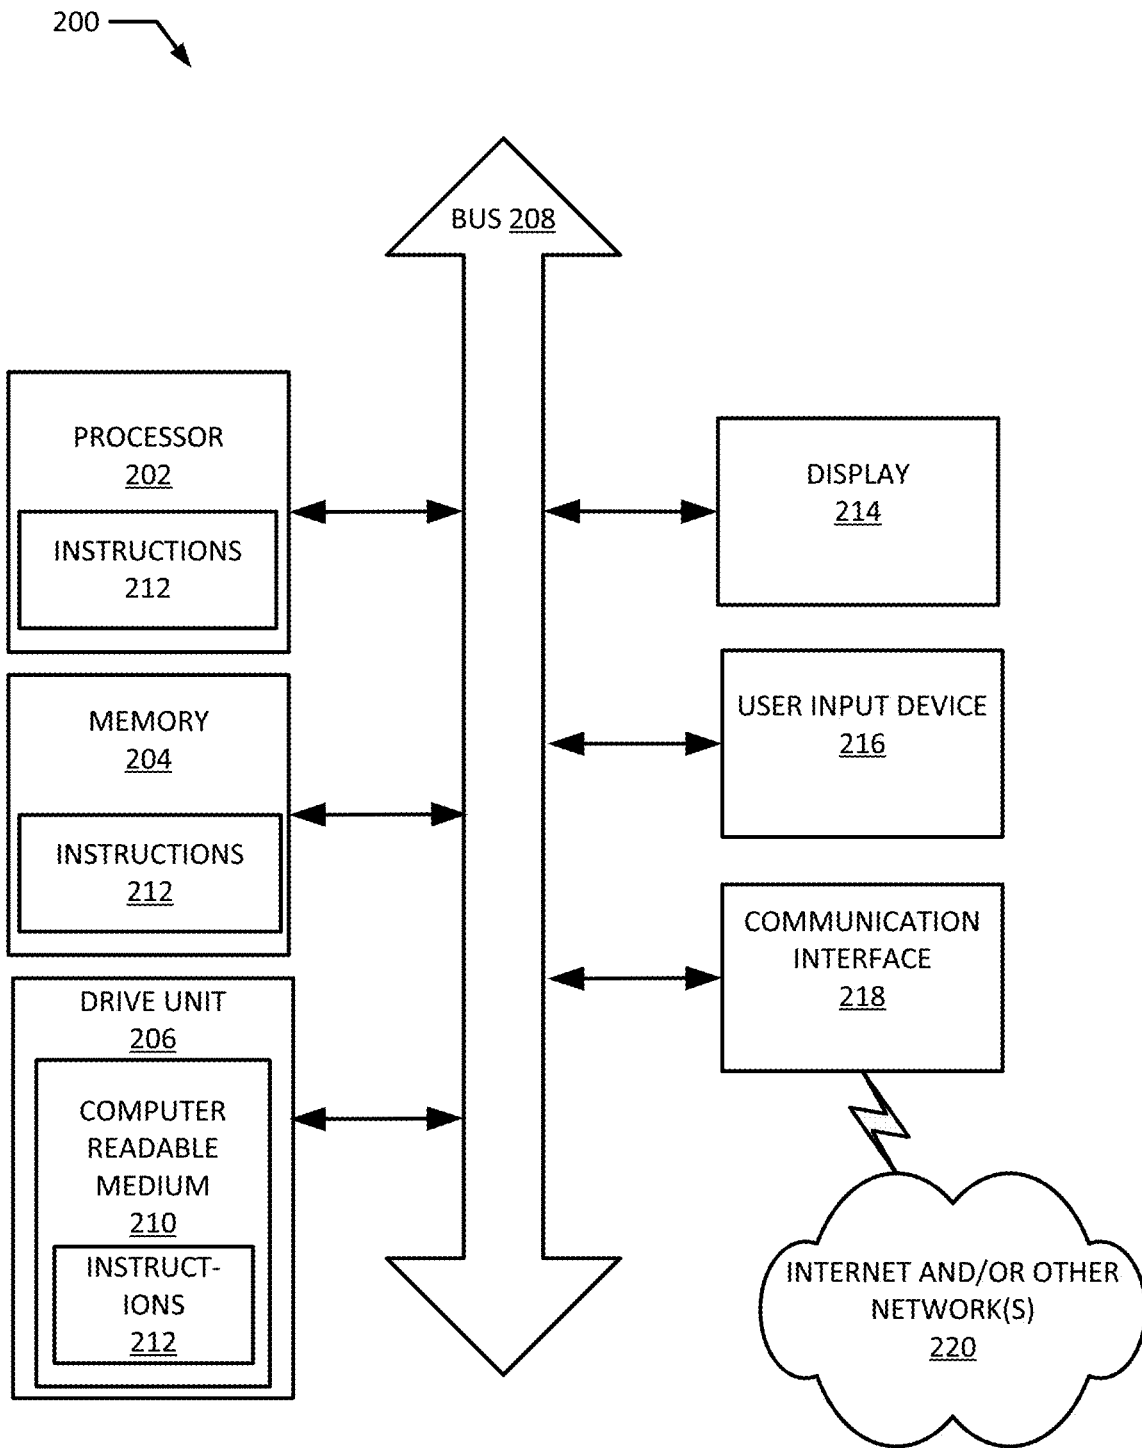 200
BUS 208
PROCESSOR
202
INSTRUCTIONS
212
MEMORY
204
INSTRUCTIONS
212
DRIVE UNIT
206
COMPUTER
READABLE
MEDIUM
210
INSTRUCT-
IONS
212
DISPLAY
214
USER INPUT DEVICE
216
COMMUNICATION
INTERFACE
218
INTERNET AND/OR OTHER
NETWORK(S)
220